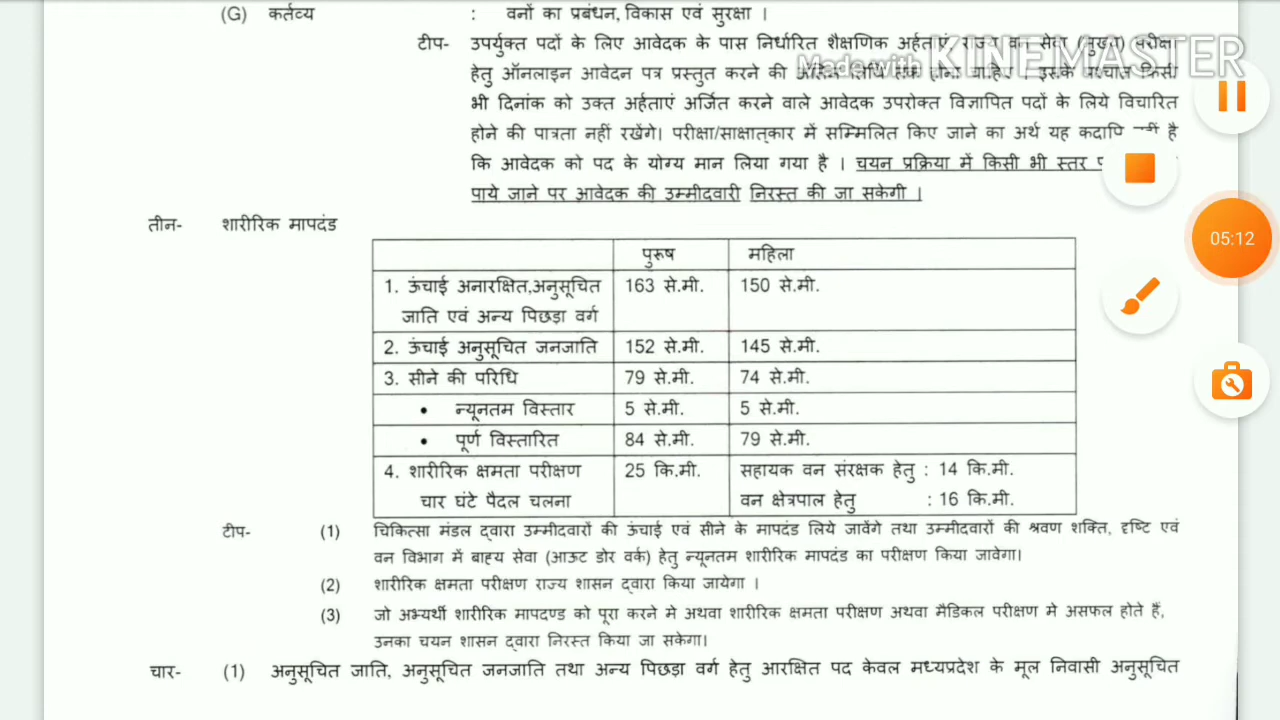 (G) कर्तव्य : वनों का प्रबंधन, विकास एवं सुरक्षा ।
टीप- उपर्युक्त पदों के लिए आवेदक के पास निर्धारित शैक्षणिक अर्हताएं राज्य वन सेवा (मुख्य) परीक्षा
Made with KINEMASTER
हेतु ऑनलाइन आवेदन पत्र प्रस्तुत करने की अंतिम तिथि तक होना चाहिए । इसके पश्चात किसी
भी दिनांक को उक्त अर्हताएं अर्जित करने वाले आवेदक उपरोक्त विज्ञापित पदों के लिये विचारित
होने की पात्रता नहीं रखेंगे। परीक्षा/साक्षात्कार में सम्मिलित किए जाने का अर्थ यह कदापि है
कि आवेदक को पद के योग्य मान लिया गया है । चयन प्रक्रिया में किसी भी स्तर
पाये जाने पर आवेदक की उम्मीदवारी निरस्त की जा सकेगी ।
05:12
तीन- शारीरिक मापदंड
पुरूष महिला
1. ऊंचाई अनारक्षित,अनुसूचित 163 से.मी. 150 से.मी.
जाति एवं अन्य पिछड़ा वर्ग
2. ऊंचाई अनुसूचित जनजाति 152 से.मी. 145 से.मी.
3. सीने की परिधि 79 से.मी. 74 से.मी.
• न्यूनतम विस्तार 5 से.मी. 5 से.मी.
• पूर्ण विस्तारित 84 से.मी. 79 से.मी.
4. शारीरिक क्षमता परीक्षण 25 कि.मी. सहायक वन संरक्षक हेतु : 14 कि.मी.
चार घंटे पैदल चलना वन क्षेत्रपाल हेतु : 16 कि.मी.
टीप- (1) चिकित्सा मंडल द्वारा उम्मीदवारों की ऊंचाई एवं सीने के मापदंड लिये जावेंगे तथा उम्मीदवारों की श्रवण शक्ति, दृष्टि एवं
वन विभाग में बाह्य सेवा (आऊट डोर वर्क) हेतु न्यूनतम शारीरिक मापदंड का परीक्षण किया जावेगा।
(2) शारीरिक क्षमता परीक्षण राज्य शासन द्वारा किया जायेगा ।
(3) जो अभ्यर्थी शारीरिक मापदण्ड को पूरा करने मे अथवा शारीरिक क्षमता परीक्षण अथवा मैडिकल परीक्षण मे असफल होते हैं,
उनका चयन शासन द्वारा निरस्त किया जा सकेगा।
चार- (1) अनुसूचित जाति, अनुसूचित जनजाति तथा अन्य पिछड़ा वर्ग हेतु आरक्षित पद केवल मध्यप्रदेश के मूल निवासी अनुसूचित